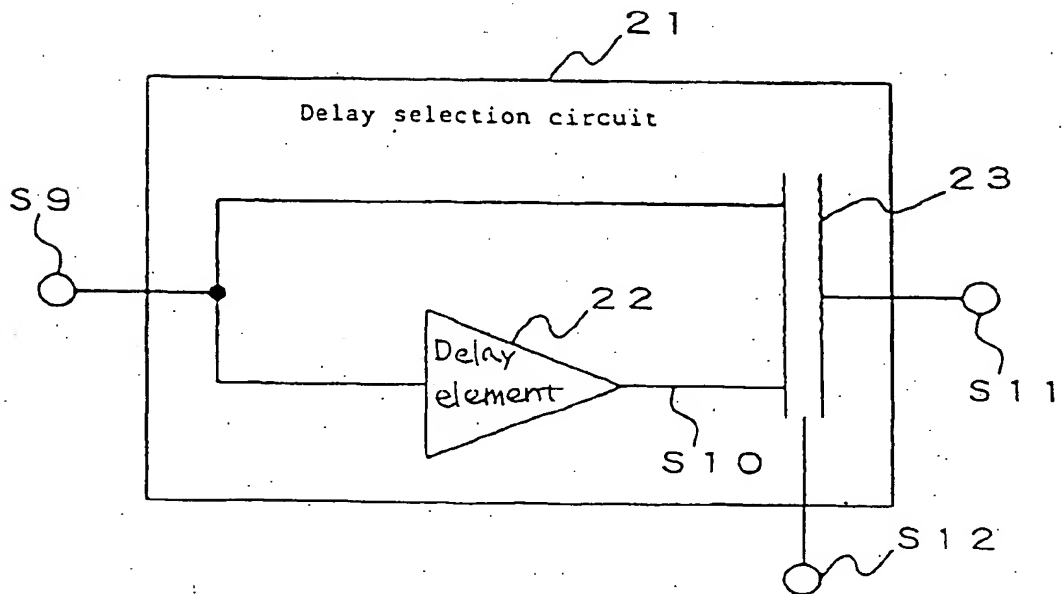 21
Delay selection circuit
S9
23
22
Delay
element
S11
S10
S12